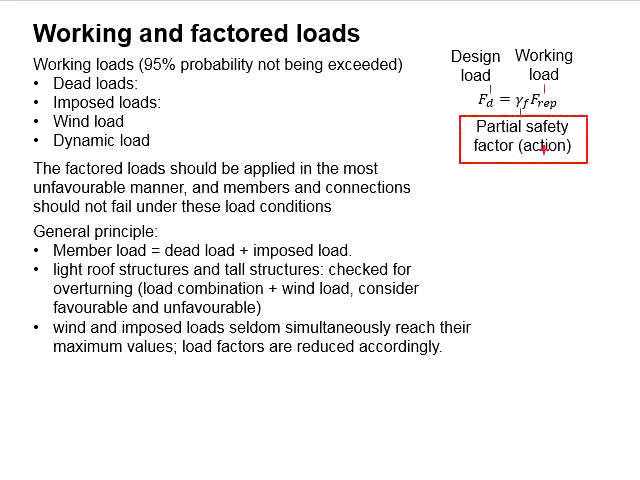 Working and factored loads
Working loads (95% probability not being exceeded)
• Dead loads:
• Imposed loads:
• Wind load
• Dynamic load
The factored loads should be applied in the most
unfavourable manner, and members and connections
should not fail under these load conditions
General principle:
• Member load = dead load + imposed load.
• light roof structures and tall structures: checked for
overturning (load combination + wind load, consider
favourable and unfavourable)
• wind and imposed loads seldom simultaneously reach their
maximum values; load factors are reduced accordingly.
Design load
Working load
F_d = γ_f F_rep
Partial safety
factor (action)